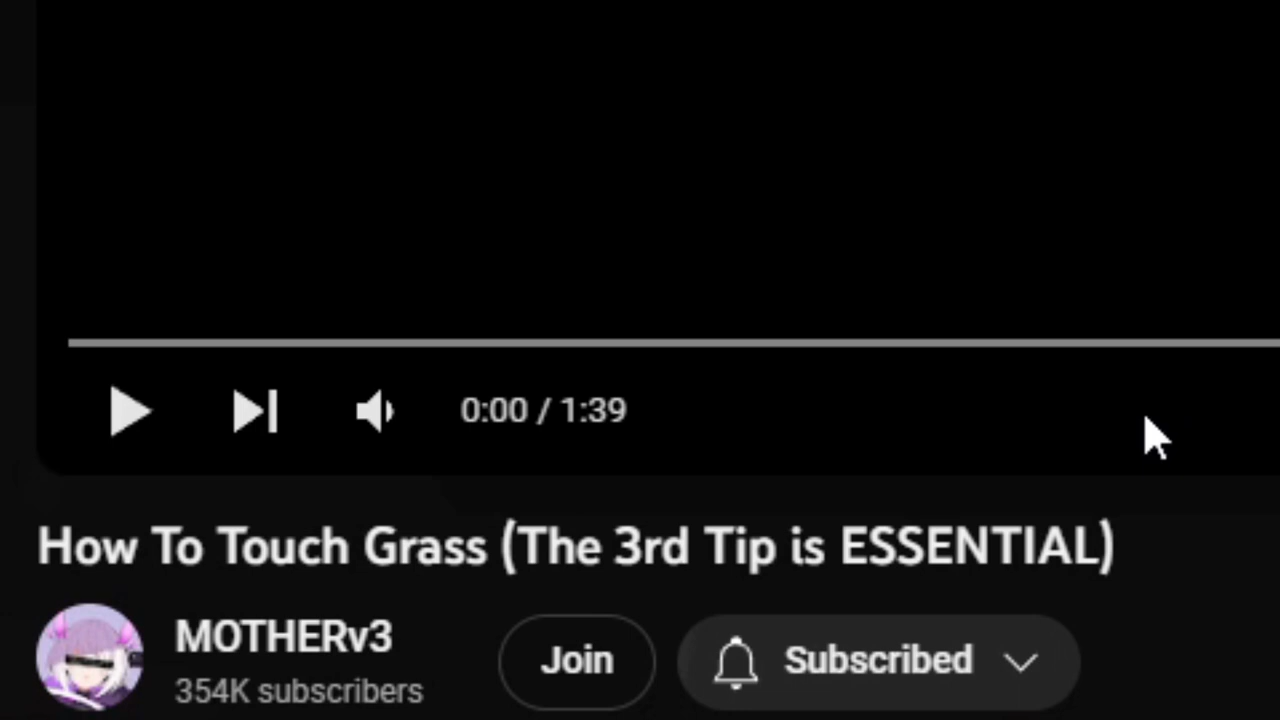 0:00 / 1:39
How To Touch Grass (The 3rd Tip is ESSENTIAL)
MOTHERv3
354K subscribers
Join
Subscribed